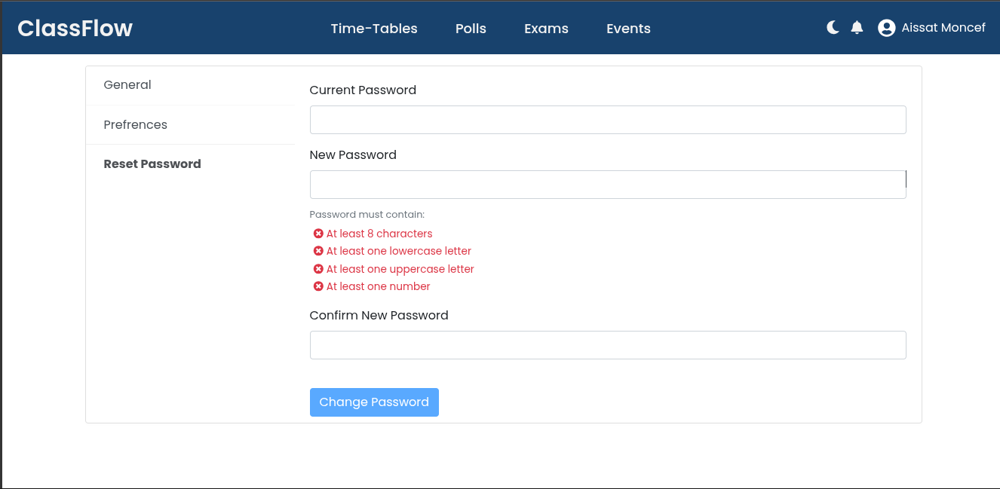 ClassFlow
Time-Tables
Polls
Exams
Events
Aissat Moncef
General
Prefrences
Reset Password
Current Password
New Password
Password must contain:
At least 8 characters
At least one lowercase letter
At least one uppercase letter
At least one number
Confirm New Password
Change Password